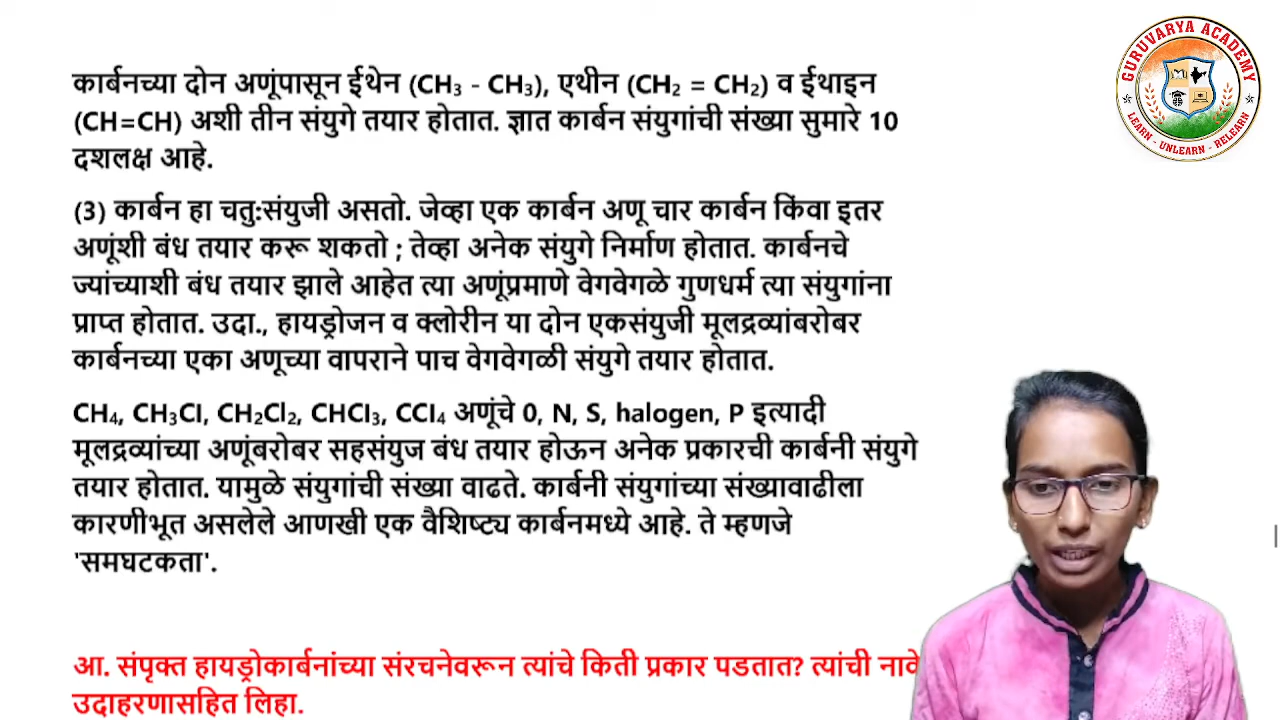 कार्बनच्या दोन अणूंपासून ईथेन (CH₃ - CH₃), एथीन (CH₂ = CH₂) व ईथाइन
(CH=CH) अशी तीन संयुगे तयार होतात. ज्ञात कार्बन संयुगांची संख्या सुमारे 10
दशलक्ष आहे.
(3) कार्बन हा चतु:संयुजी असतो. जेव्हा एक कार्बन अणू चार कार्बन किंवा इतर
अणूंशी बंध तयार करू शकतो ; तेव्हा अनेक संयुगे निर्माण होतात. कार्बनचे
ज्यांच्याशी बंध तयार झाले आहेत त्या अणूंप्रमाणे वेगवेगळे गुणधर्म त्या संयुगांना
प्राप्त होतात. उदा., हायड्रोजन व क्लोरीन या दोन एकसंयुजी मूलद्रव्यांबरोबर
कार्बनच्या एका अणूच्या वापराने पाच वेगवेगळी संयुगे तयार होतात.
CH₄, CH₃CI, CH₂Cl₂, CHCI₃, CCI₄ अणूंचे 0, N, S, halogen, P इत्यादी
मूलद्रव्यांच्या अणूंबरोबर सहसंयुज बंध तयार होऊन अनेक प्रकारची कार्बनी संयुगे
तयार होतात. यामुळे संयुगांची संख्या वाढते. कार्बनी संयुगांच्या संख्यावाढीला
कारणीभूत असलेले आणखी एक वैशिष्ट्य कार्बनमध्ये आहे. ते म्हणजे
'समघटकता'.
आ. संपृक्त हायड्रोकार्बनांच्या संरचनेवरून त्यांचे किती प्रकार पडतात? त्यांची नावे
उदाहरणासहित लिहा.
GURUVARYA ACADEMY
LEARN - UNLEARN - RELEARN